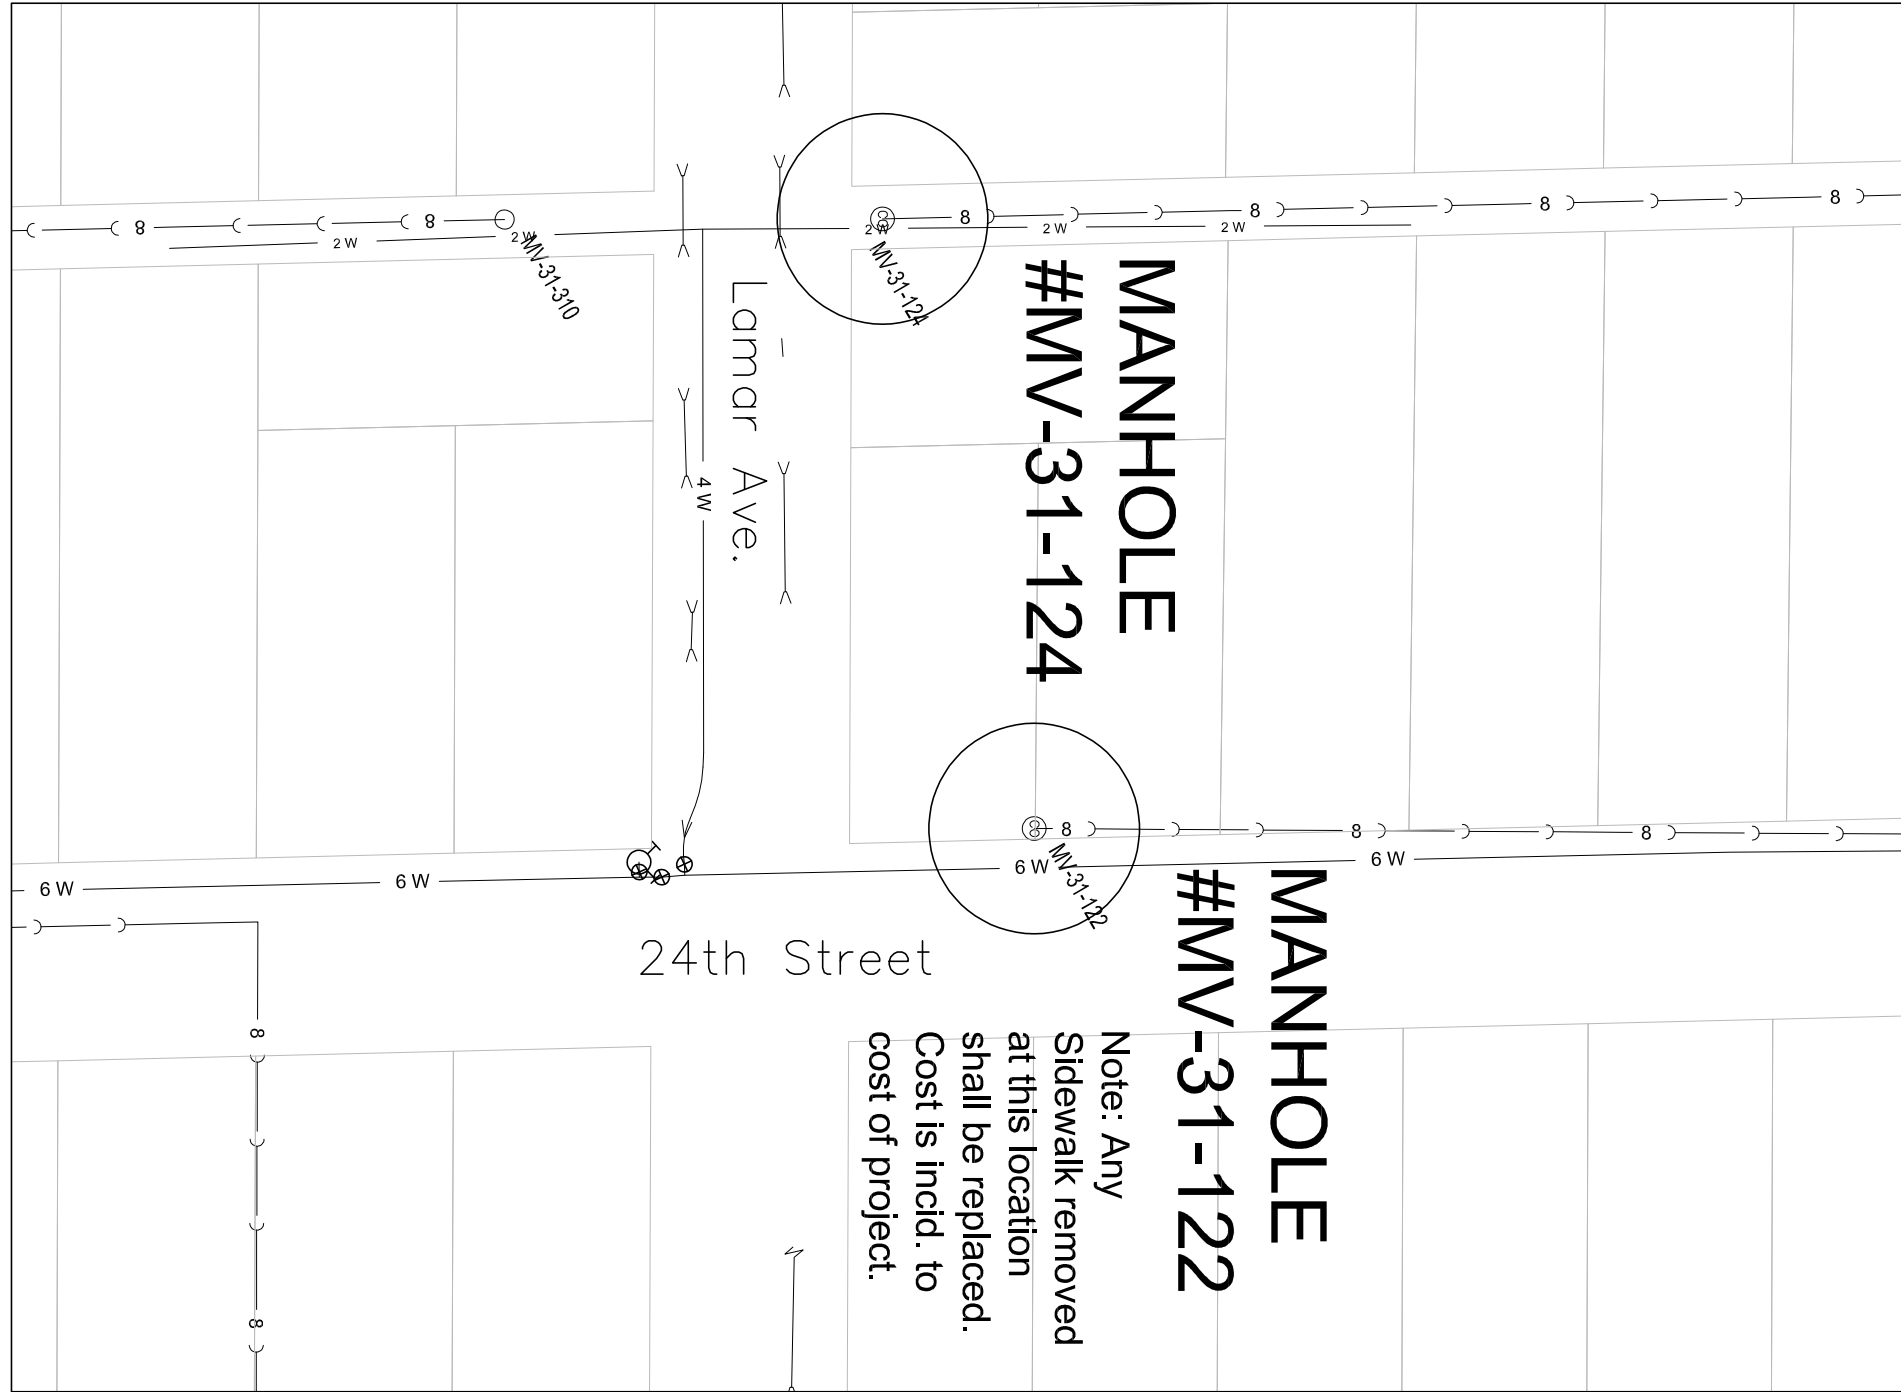 8
8
2 W
2 W
MV-31-310
CO
8
2 W
MV-31-124
2 W
8
2 W
8
8
Lamar Ave.
4 W
MANHOLE
#MV-31-124
CO
8
8
8
6 W
6 W
6 W
MV-31-122
6 W
24th Street
MANHOLE
#MV-31-122
Note: Any
Sidewalk removed
at this location
shall be replaced.
Cost is incid. to
cost of project.
8
8